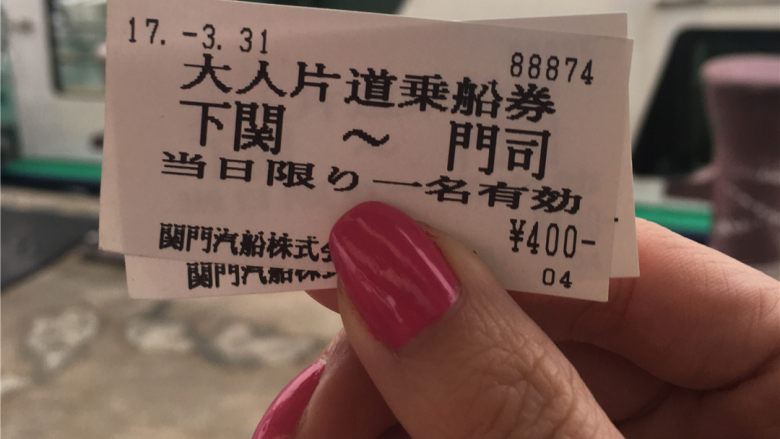 17. -3. 31
88874
大人片道乗船券
下関 ～ 門司
当日限り一名有効
¥400-
関門汽船株式
04
関門汽船株